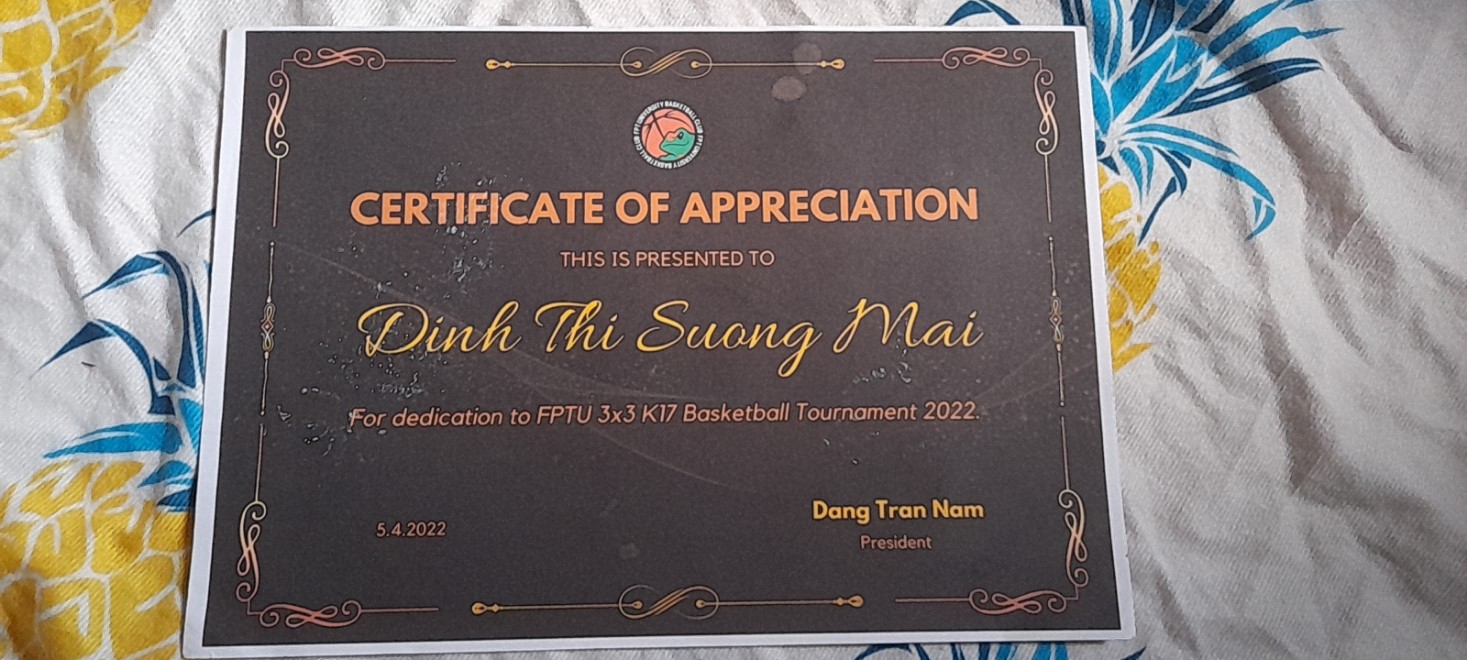 FPT UNIVERSITY BASKETBALL CLUB FPT UNIVERSITY BASKETBALL CLUB
CERTIFICATE OF APPRECIATION
THIS IS PRESENTED TO
Dinh Thi Suong Mai
For dedication to FPTU 3x3 K17 Basketball Tournament 2022.
Dang Tran Nam
5.4.2022
President